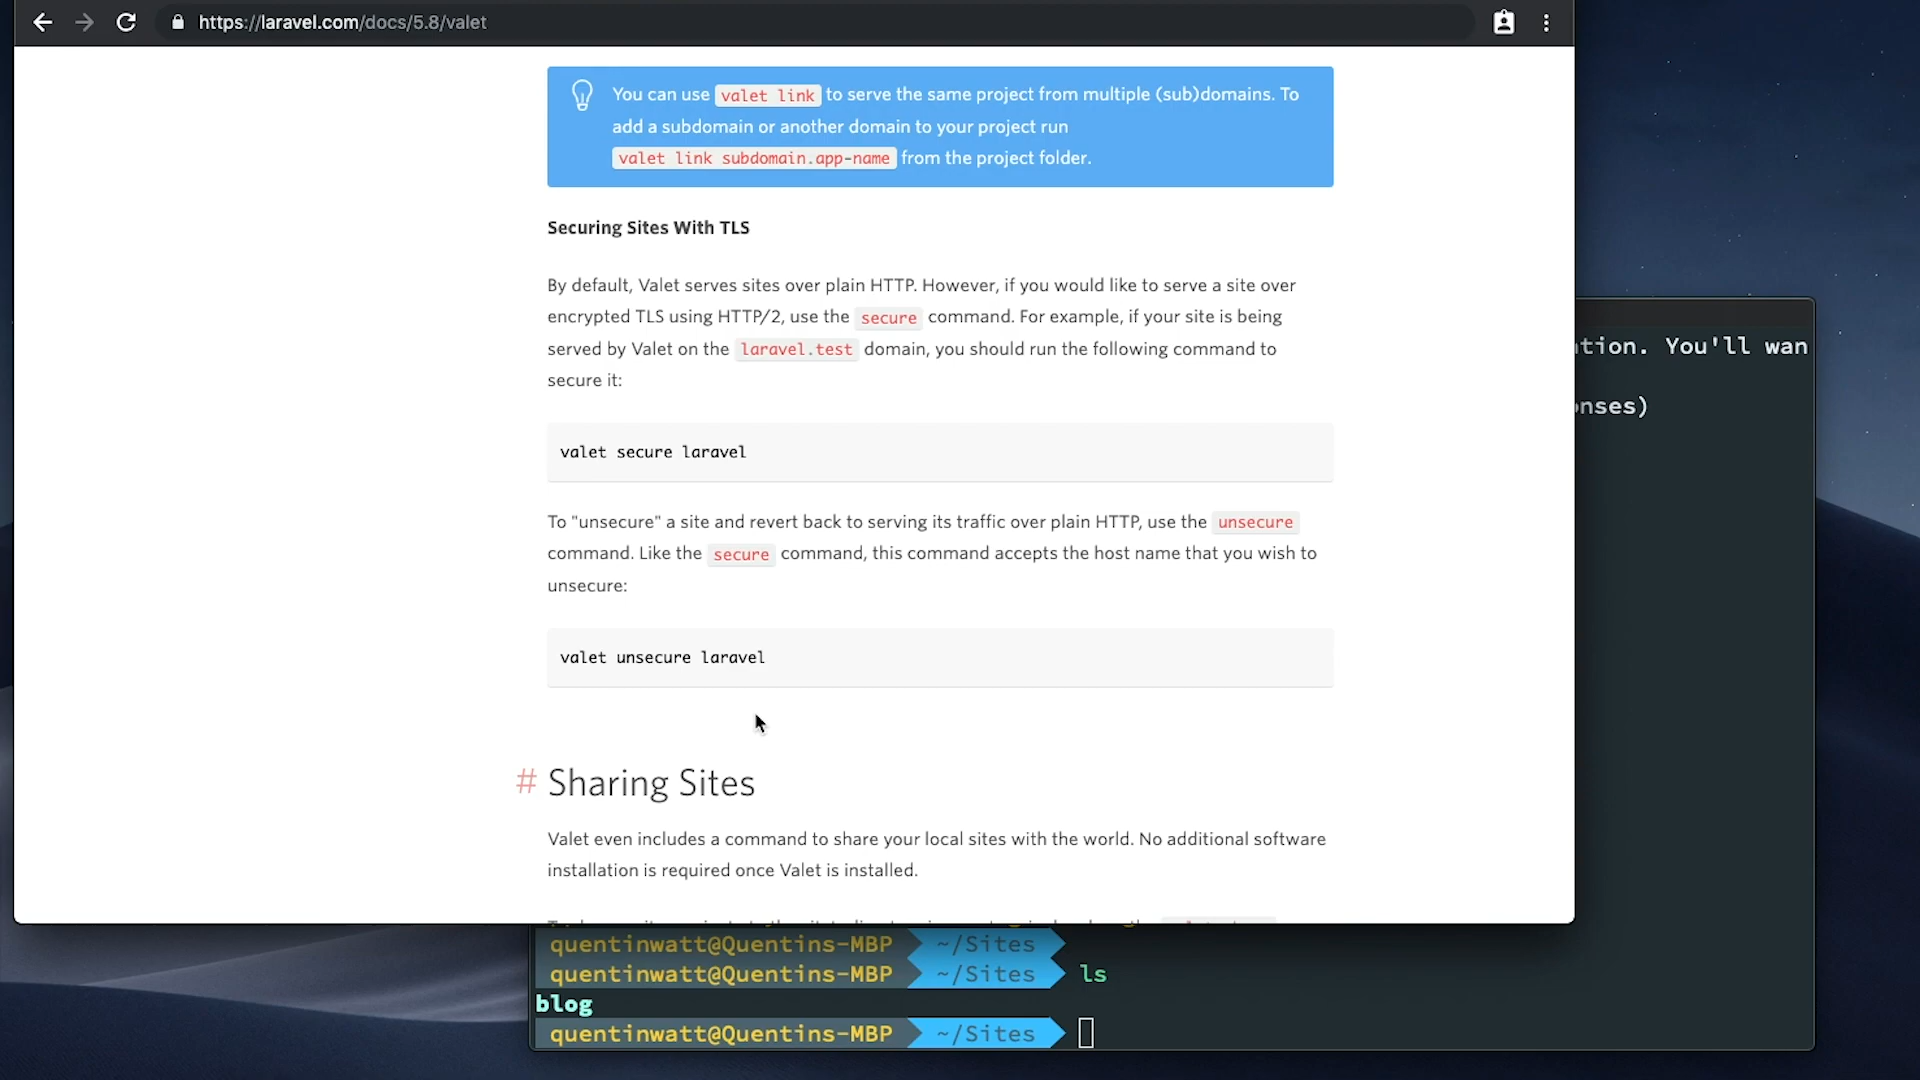 https://laravel.com/docs/5.8/valet
You can use valet link to serve the same project from multiple (sub)domains. To
add a subdomain or another domain to your project run
valet link subdomain.app-name from the project folder.
Securing Sites With TLS
By default, Valet serves sites over plain HTTP. However, if you would like to serve a site over
encrypted TLS using HTTP/2, use the secure command. For example, if your site is being
served by Valet on the laravel.test domain, you should run the following command to
secure it:
valet secure laravel
To "unsecure" a site and revert back to serving its traffic over plain HTTP, use the unsecure
command. Like the secure command, this command accepts the host name that you wish to
unsecure:
valet unsecure laravel
# Sharing Sites
Valet even includes a command to share your local sites with the world. No additional software
installation is required once Valet is installed.
You'll wan
quentinwatt@Quentins-MBP ~/Sites
quentinwatt@Quentins-MBP ~/Sites ls
blog
quentinwatt@Quentins-MBP ~/Sites